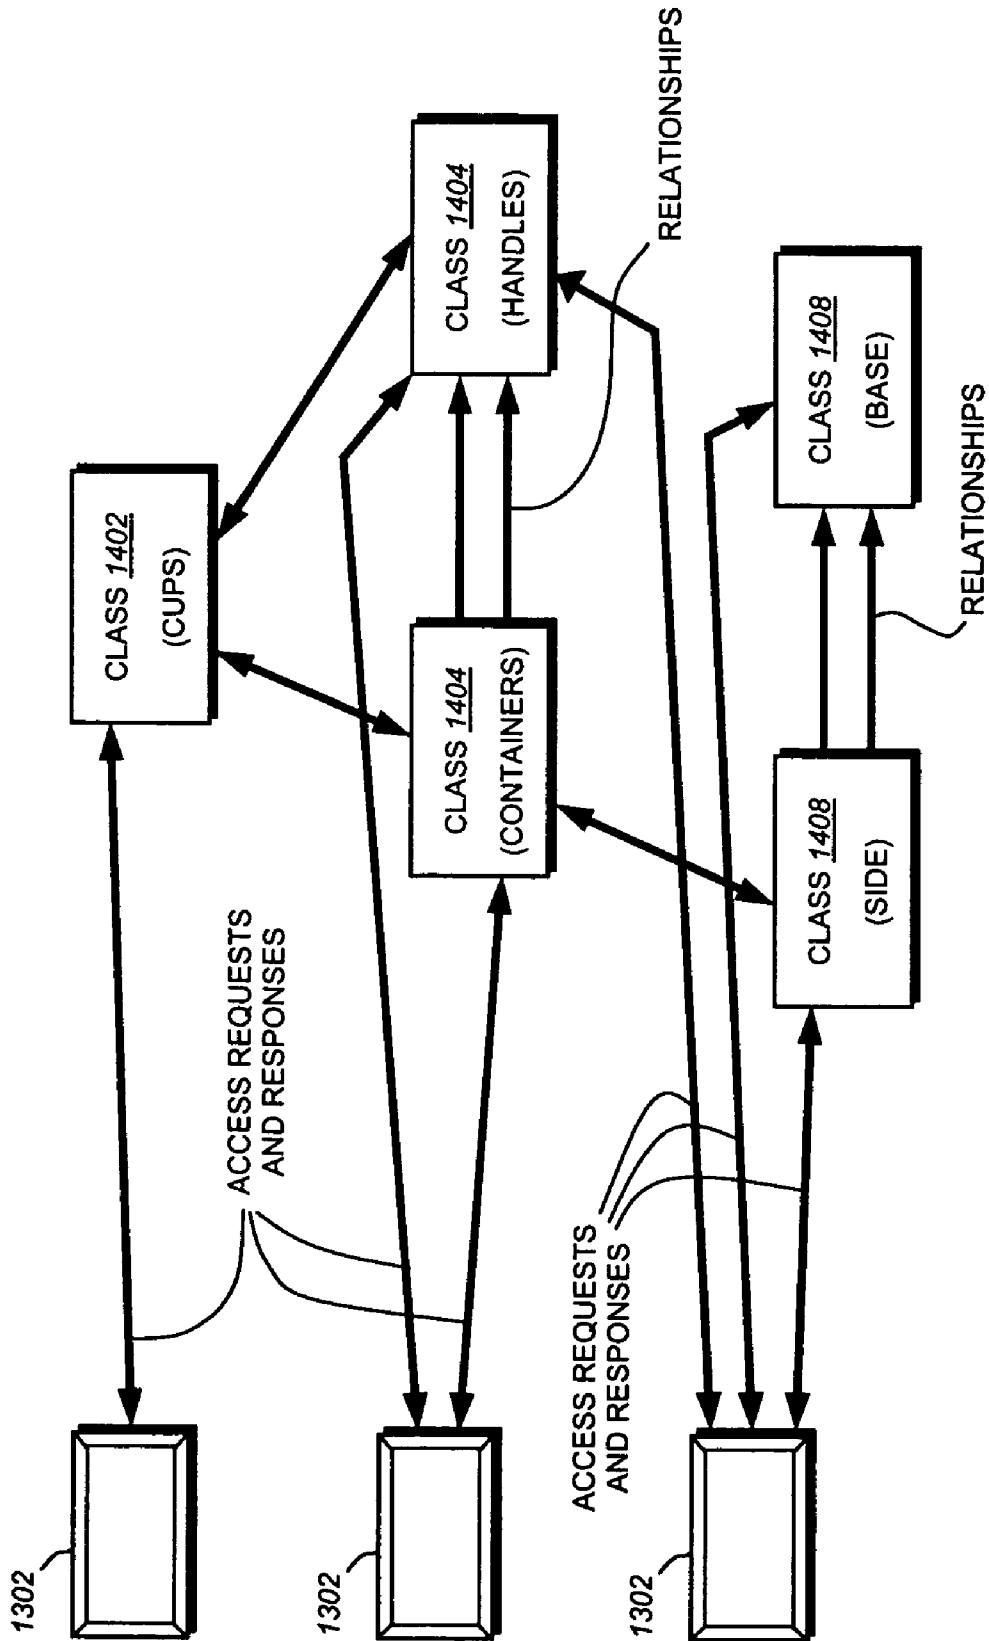 1302
1302
1302
ACCESS REQUESTS
AND RESPONSES
ACCESS REQUESTS
AND RESPONSES
CLASS 1402
(CUPS)
CLASS 1404
(CONTAINERS)
CLASS 1404
(HANDLES)
CLASS 1408
(SIDE)
CLASS 1408
(BASE)
RELATIONSHIPS
RELATIONSHIPS